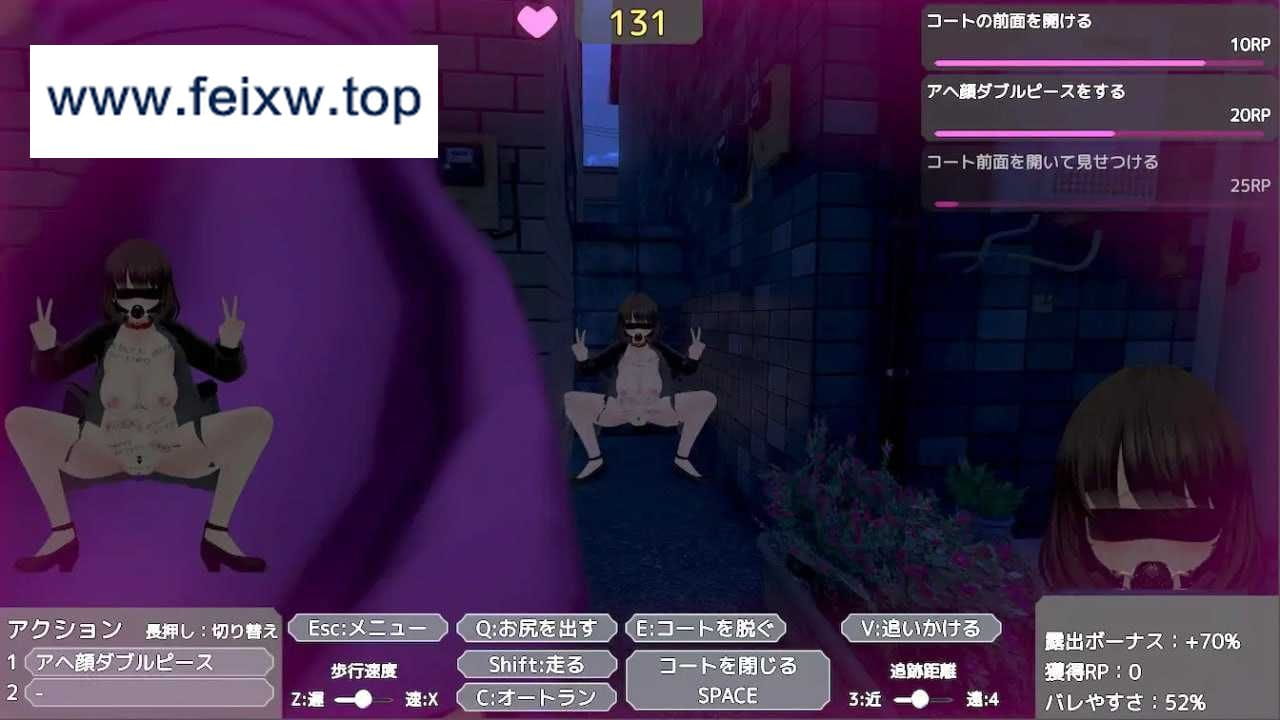 131
www.feixw.top
コートの前面を開ける
10RP
アヘ顔ダブルピースをする
20RP
コート前面を開いて見せつける
25RP
アクション 長押し:切り替え
1 アヘ顔ダブルピース
2 -
Esc:メニュー
歩行速度
Z:遅 速:X
Q:お尻を出す
Shift:走る
C:オートラン
E:コートを脱ぐ
コートを閉じる
SPACE
V:追いかける
追跡距離
3:近 遠:4
露出ボーナス:+70%
獲得RP:0
バレやすさ:52%